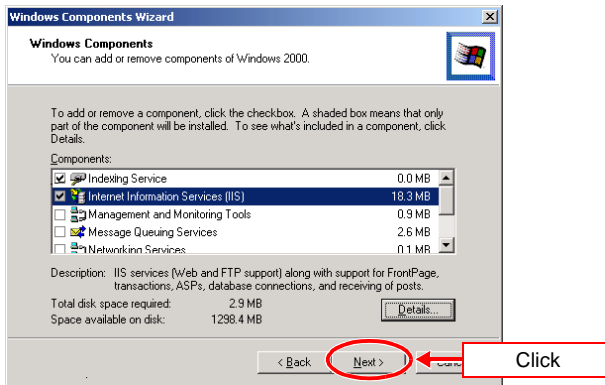 Windows Components Wizard
Windows Components
You can add or remove components of Windows 2000.
To add or remove a component, click the checkbox. A shaded box means that only
part of the component will be installed. To see what's included in a component, click
Details.
Components:
Indexing Service 0.0 MB
Internet Information Services (IIS) 18.3 MB
Management and Monitoring Tools 0.9 MB
Message Queuing Services 2.6 MB
Networking Services 0.1 MB
Description: IIS services (Web and FTP support) along with support for FrontPage,
transactions, ASPs, database connections, and receiving of posts.
Total disk space required: 2.9 MB
Space available on disk: 1298.4 MB
Details...
< Back Next > Click